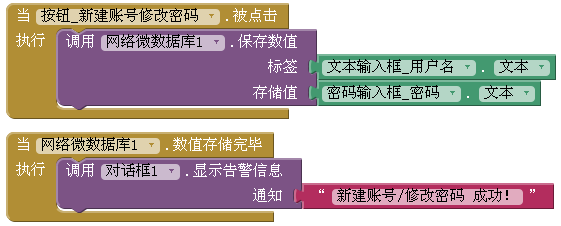 当 按钮_新建账号修改密码 .被点击
执行 调用 网络微数据库1 .保存数值
标签 文本输入框_用户名 . 文本
存储值 密码输入框_密码 . 文本
当 网络微数据库1 .数值存储完毕
执行 调用 对话框1 .显示告警信息
通知 “ 新建账号/修改密码 成功！ ”